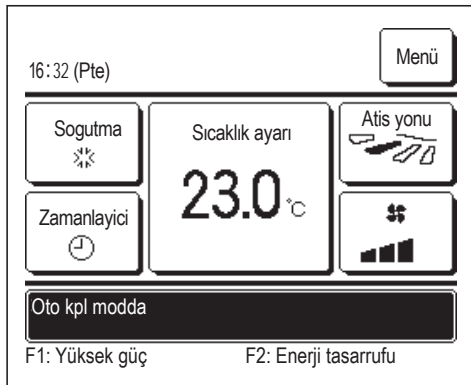 Menü
16:32 (Pte)
Sogutma
Sıcaklık ayarı
Atis yonu
23.0 °C
Zamanlayici
Oto kpl modda
F1: Yüksek güç F2: Enerji tasarrufu